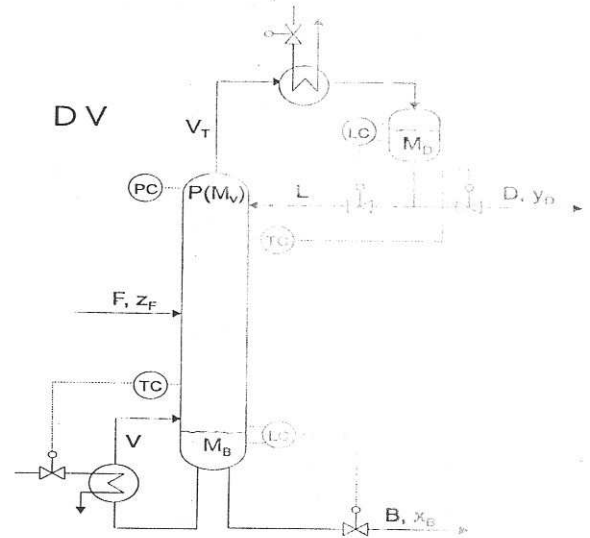 DV
V_T
LC
M_D
PC
P(M_V)
L
D, y_D
TC
F, z_F
TC
V
M_B
LC
B, x_B